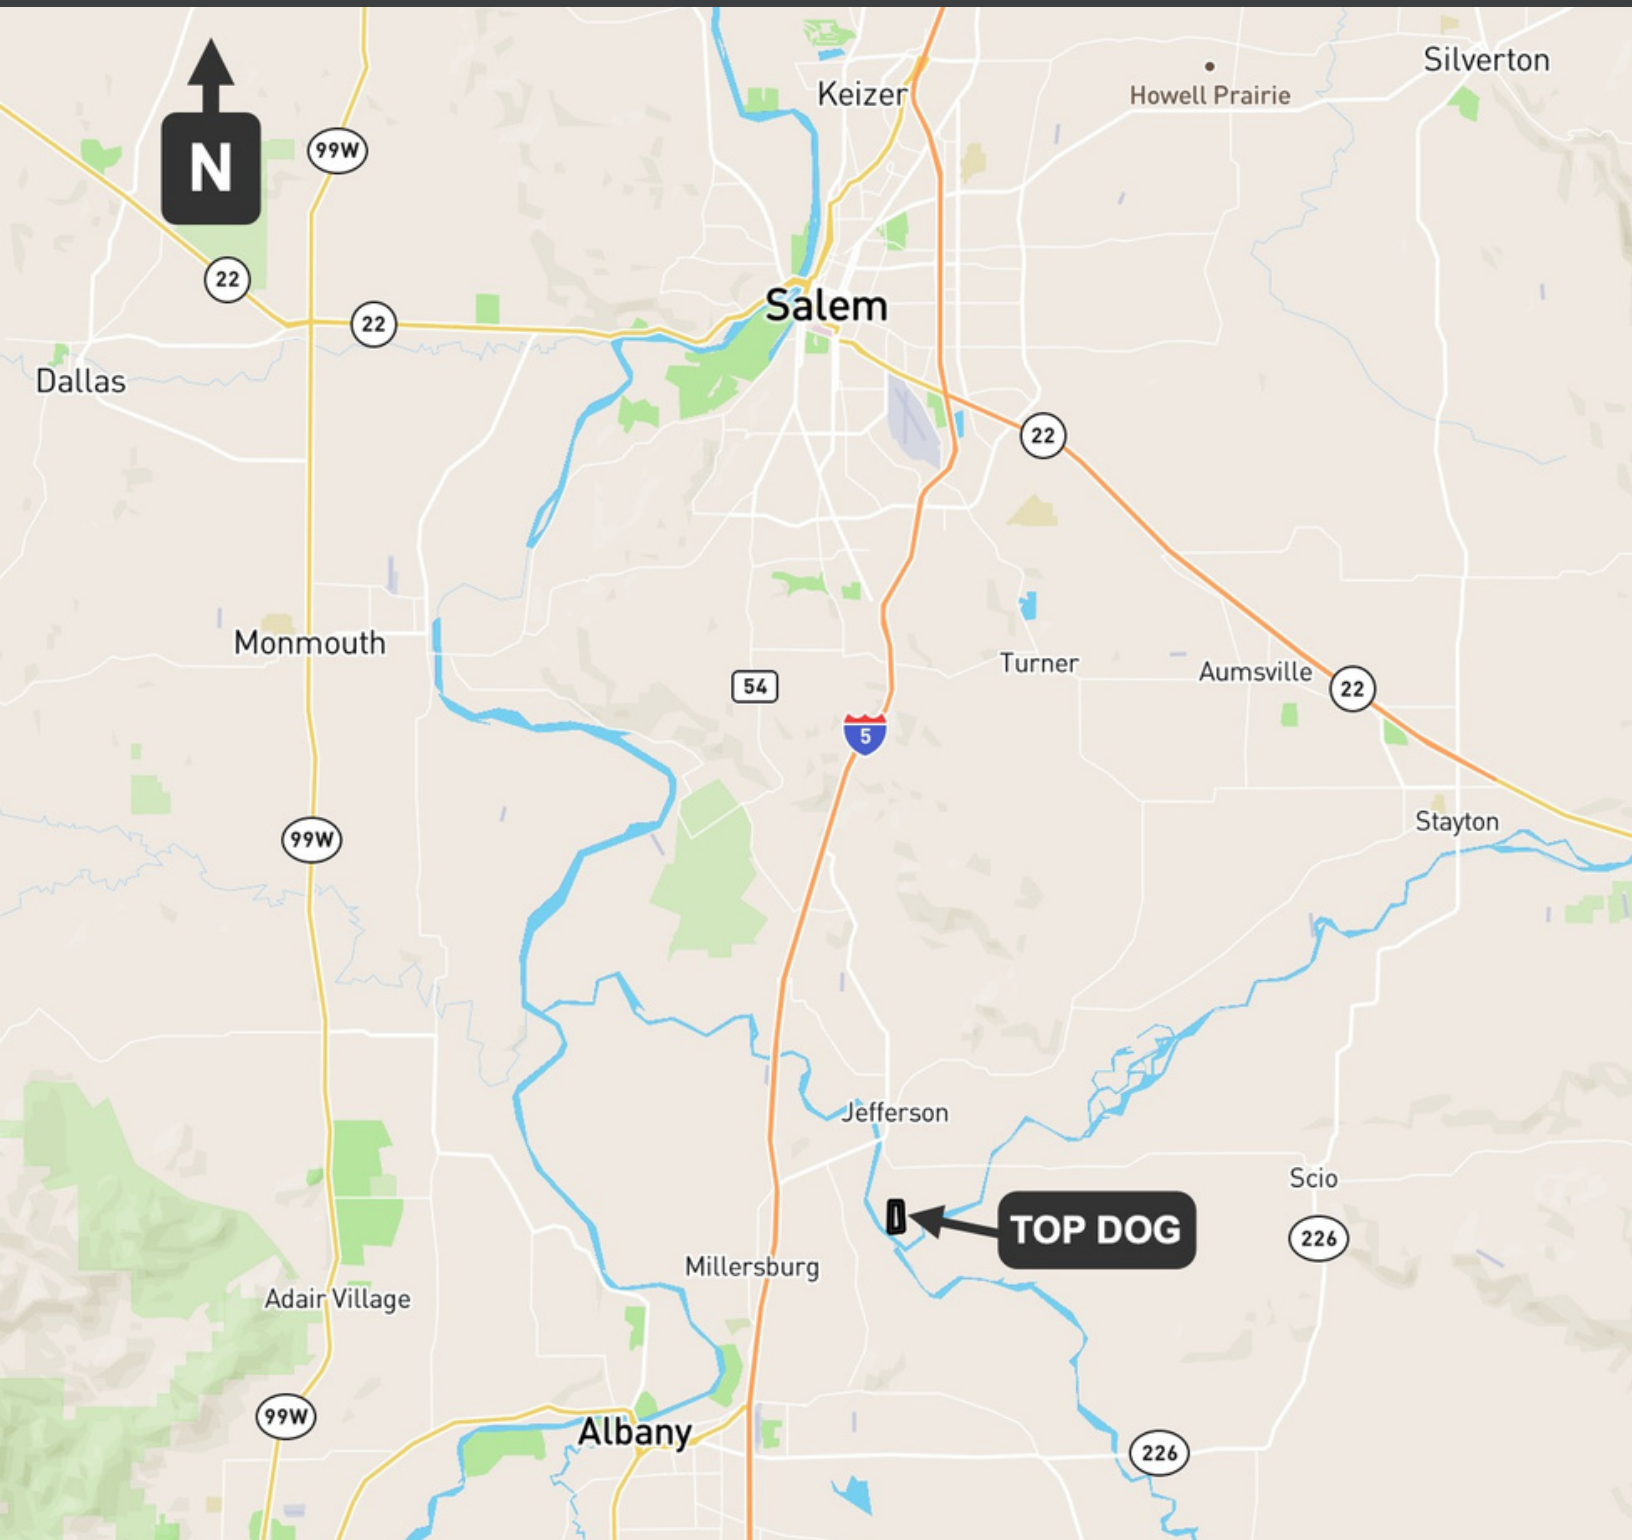 Silverton
Keizer
Howell Prairie
N
99W
22
Salem
22
Dallas
22
Monmouth
Turner
Aumsville
54
22
5
Stayton
99W
Jefferson
Scio
TOP DOG
226
Millersburg
Adair Village
99W
Albany
226